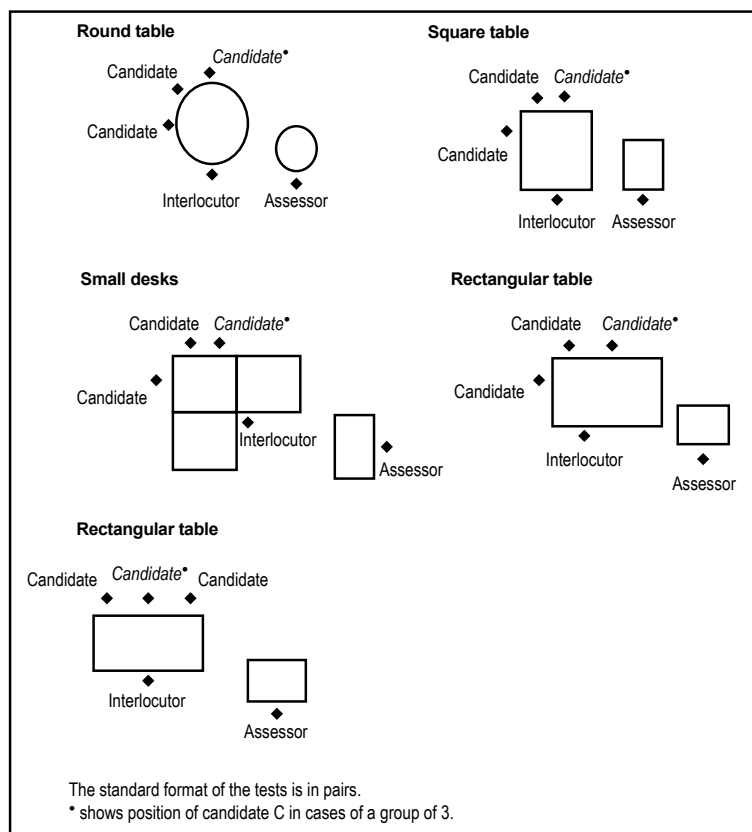 Round table
Candidate•
Candidate
Candidate
Interlocutor
Assessor
Square table
Candidate Candidate•
Candidate
Interlocutor
Assessor
Small desks
Candidate Candidate•
Candidate
Interlocutor
Assessor
Rectangular table
Candidate Candidate•
Candidate
Interlocutor
Assessor
Rectangular table
Candidate Candidate• Candidate
Interlocutor
Assessor
The standard format of the tests is in pairs.
• shows position of candidate C in cases of a group of 3.